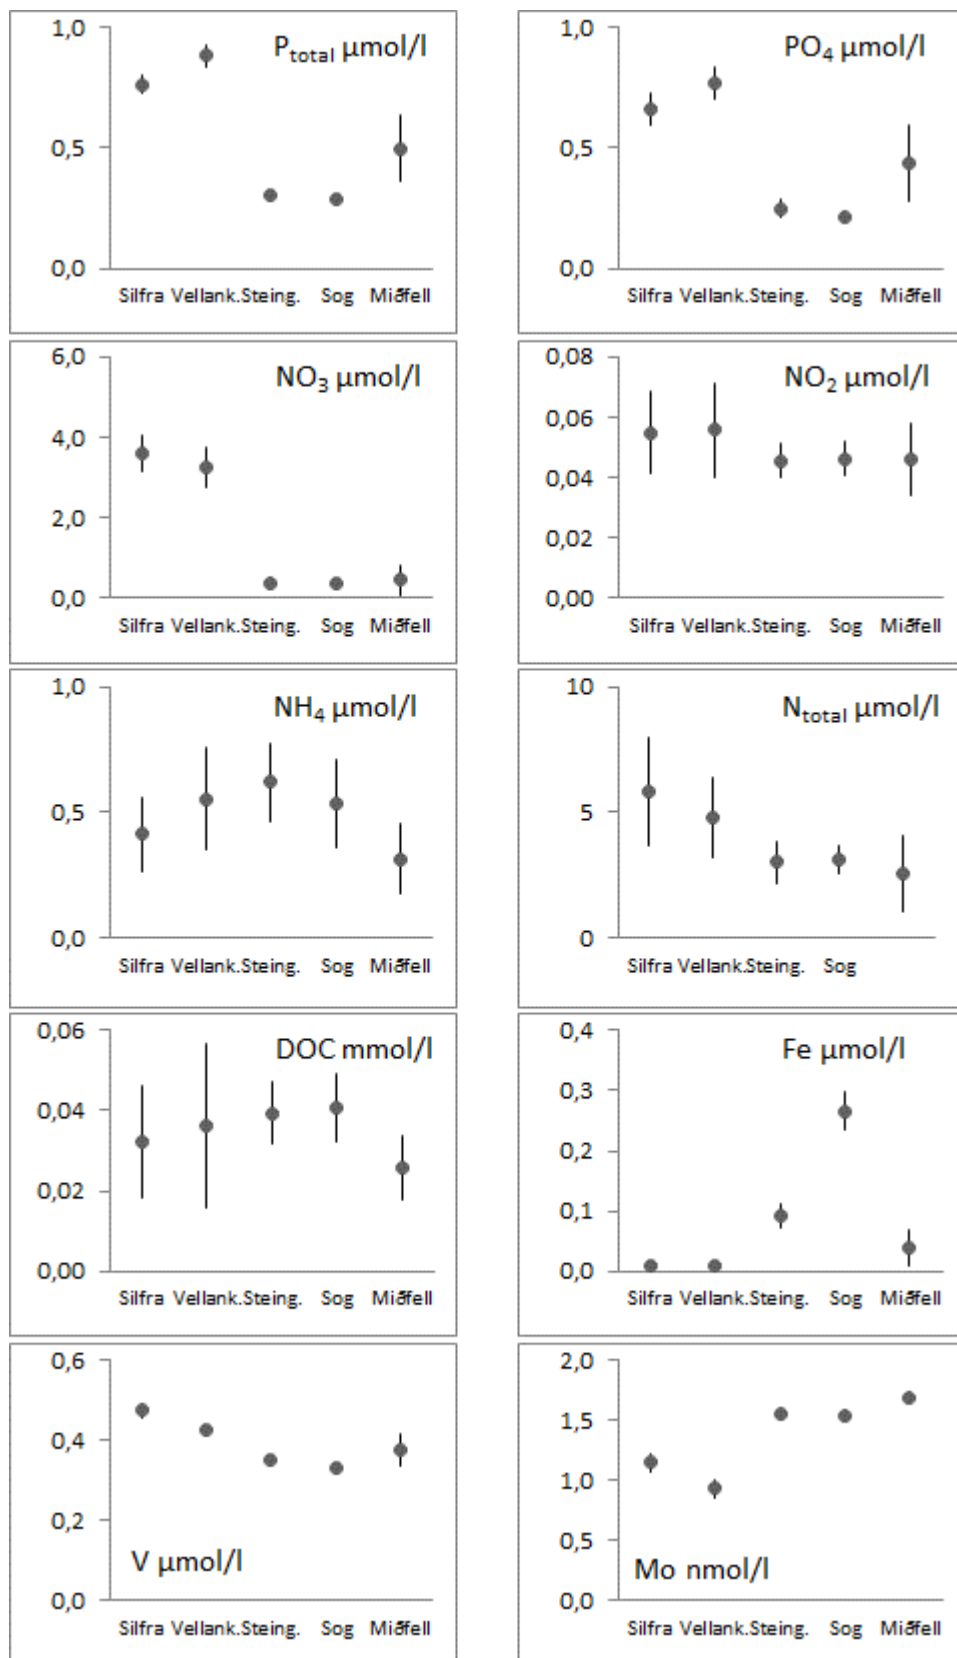 P_total µmol/l
1,0
0,5
0,0
Silfra Vellank. Steing. Sog Miðfell
PO₄ µmol/l
1,0
0,5
0,0
Silfra Vellank. Steing. Sog Miðfell
NO₃ µmol/l
6,0
4,0
2,0
0,0
Silfra Vellank. Steing. Sog Miðfell
NO₂ µmol/l
0,08
0,06
0,04
0,02
0,00
Silfra Vellank. Steing. Sog Miðfell
NH₄ µmol/l
1,0
0,5
0,0
Silfra Vellank. Steing. Sog Miðfell
N_total µmol/l
10
5
0
Silfra Vellank. Steing. Sog
DOC mmol/l
0,06
0,04
0,02
0,00
Silfra Vellank. Steing. Sog Miðfell
Fe µmol/l
0,4
0,3
0,2
0,1
0,0
Silfra Vellank. Steing. Sog Miðfell
0,6
0,4
0,2
0,0
V µmol/l
Silfra Vellank. Steing. Sog Miðfell
2,0
1,5
1,0
0,5
0,0
Mo nmol/l
Silfra Vellank. Steing. Sog Miðfell